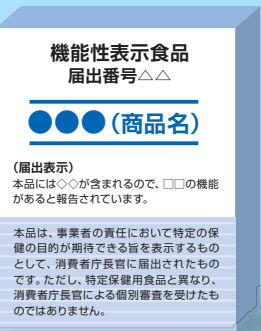 機能性表示食品
届出番号△△
●●●(商品名)
(届出表示)
本品には◇◇が含まれるので、□□の機能
があると報告されています。
本品は、事業者の責任において特定の保
健の目的が期待できる旨を表示するもの
として、消費者庁長官に届出されたもの
です。ただし、特定保健用食品と異なり、
消費者庁長官による個別審査を受けたも
のではありません。